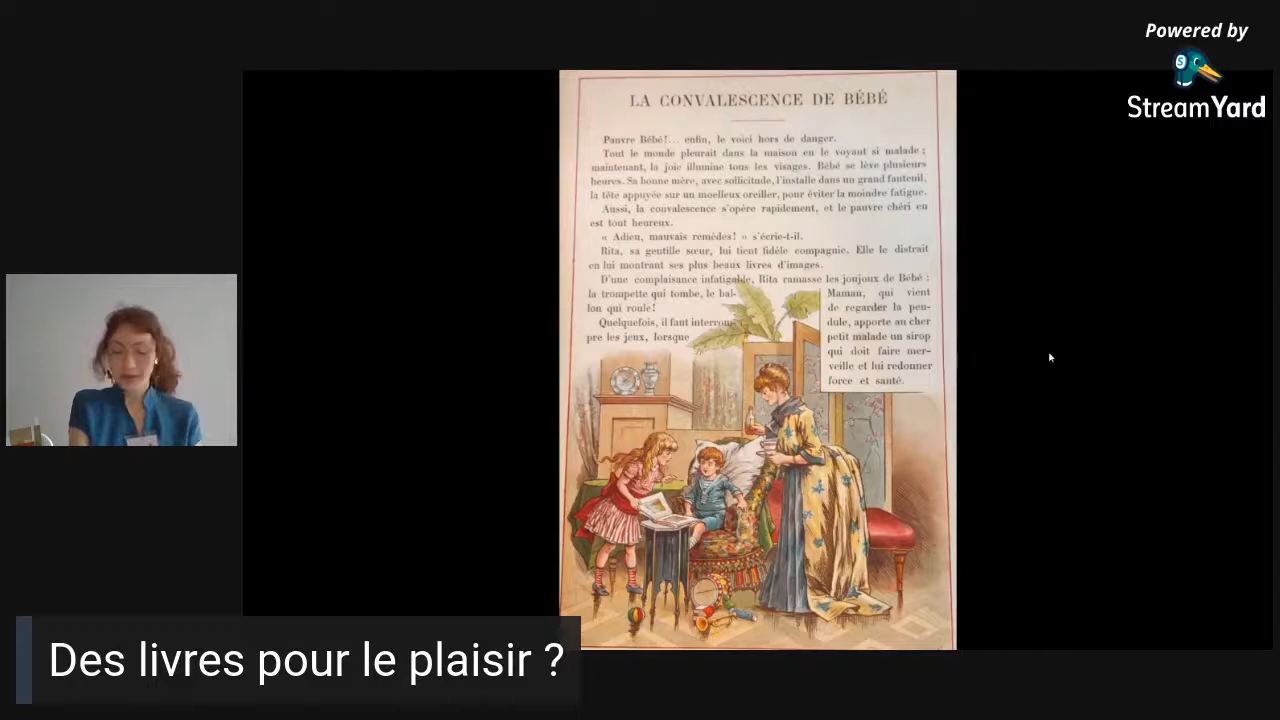 Powered by
StreamYard
LA CONVALESCENCE DE BÉBÉ
Pauvre Bébé!... enfin, le voici hors de danger.
Tout le monde pleurait dans la maison en le voyant si malade ;
maintenant, la joie illumine tous les visages. Bébé se lève plusieurs
heures. Sa bonne mère, avec sollicitude, l'installe dans un grand fauteuil,
la tête appuyée sur un moelleux oreiller, pour éviter la moindre fatigue.
Aussi, la convalescence s'opère rapidement, et le pauvre chéri en
est tout heureux.
« Adieu, mauvais remèdes! » s'écrie-t-il.
Rita, sa gentille sœur, lui tient fidèle compagnie. Elle le distrait
en lui montrant ses plus beaux livres d'images.
D'une complaisance infatigable, Rita ramasse les joujoux de Bébé :
la trompette qui tombe, le bal-
lon qui roule!
Quelquefois, il faut interrom-
pre les jeux, lorsque
Maman, qui vient
de regarder la pen-
dule, apporte au cher
petit malade un sirop
qui doit faire mer-
veille et lui redonner
force et santé.
Des livres pour le plaisir ?